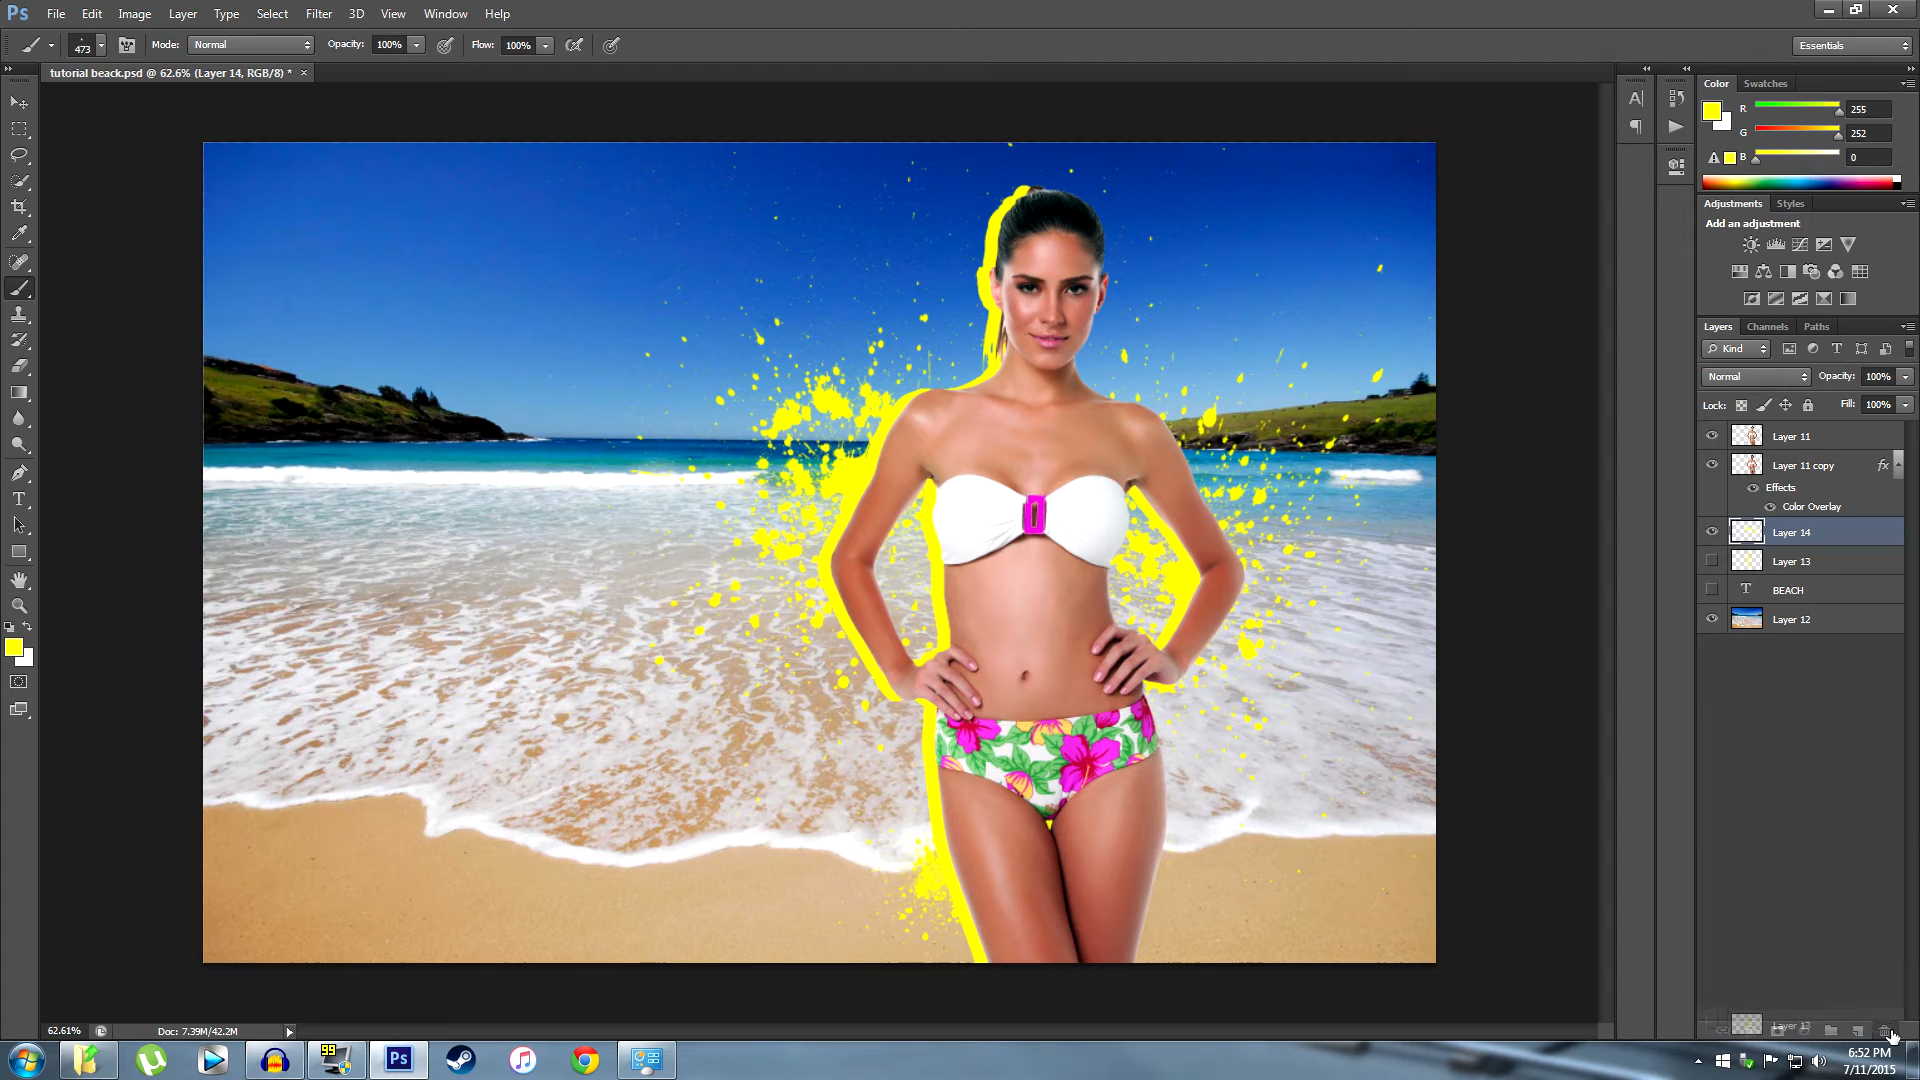 Ps File Edit Image Layer Type Select Filter 3D View Window Help
473 Mode: Normal Opacity: 100% Flow: 100% Essentials
tutorial beack.psd @ 62.6% (Layer 14, RGB/8) * ×
Color Swatches
R 255
G 252
B 0
Adjustments Styles
Add an adjustment
Layers Channels Paths
Kind
Normal Opacity: 100%
Lock: Fill: 100%
Layer 11
Layer 11 copy fx
Effects
Color Overlay
Layer 14
Layer 13
T BEACH
Layer 12
Layer 13
62.61% Doc: 7.39M/42.2M
99
Ps
6:52 PM
7/11/2015